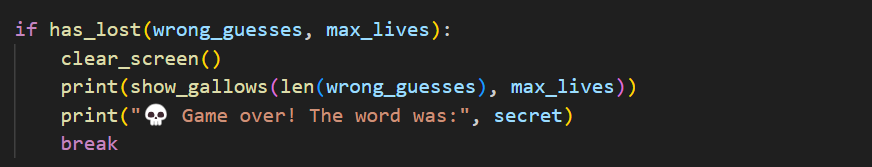 if has_lost(wrong_guesses, max_lives):
    clear_screen()
    print(show_gallows(len(wrong_guesses), max_lives))
    print("💀 Game over! The word was:", secret)
    break